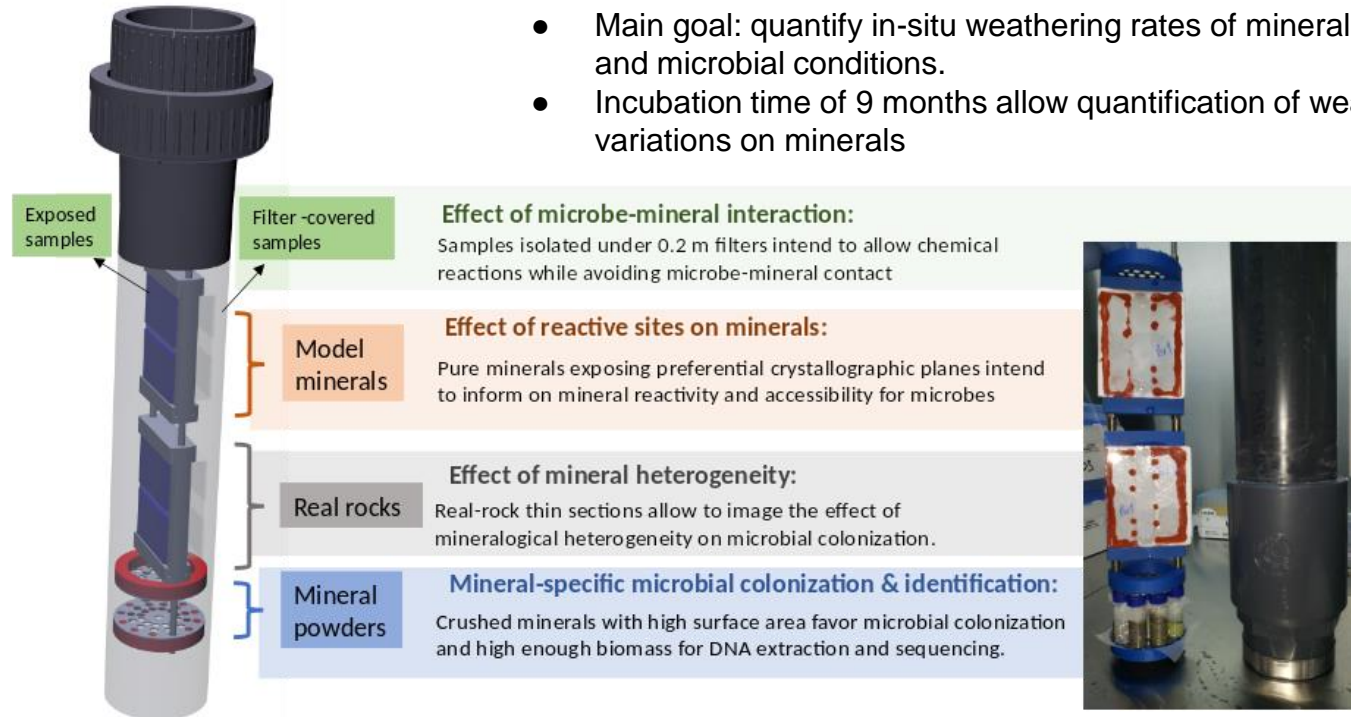 ● Main goal: quantify in-situ weathering rates of mineral
and microbial conditions.
● Incubation time of 9 months allow quantification of wea
variations on minerals
Exposed
samples
Filter -covered
samples
Effect of microbe-mineral interaction:
Samples isolated under 0.2 m filters intend to allow chemical
reactions while avoiding microbe-mineral contact
Model
minerals
Effect of reactive sites on minerals:
Pure minerals exposing preferential crystallographic planes intend
to inform on mineral reactivity and accessibility for microbes
Real rocks
Effect of mineral heterogeneity:
Real-rock thin sections allow to image the effect of
mineralogical heterogeneity on microbial colonization.
Mineral
powders
Mineral-specific microbial colonization & identification:
Crushed minerals with high surface area favor microbial colonization
and high enough biomass for DNA extraction and sequencing.